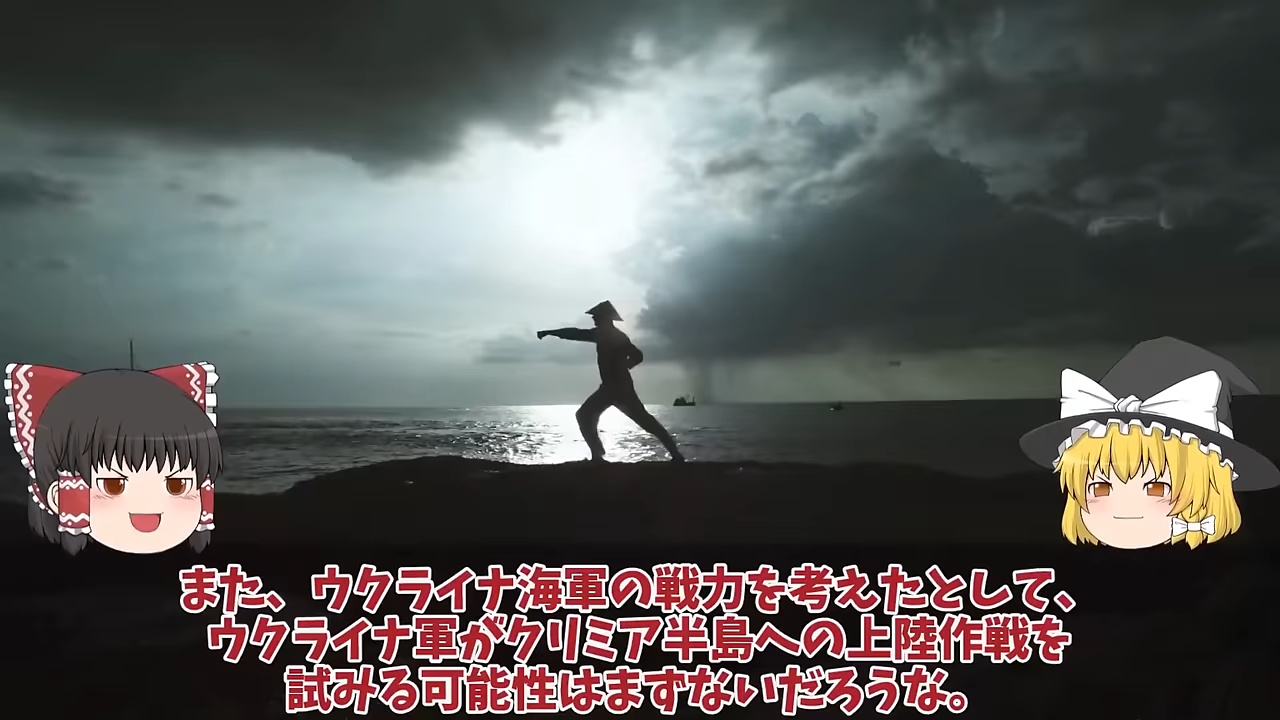 また、ウクライナ海軍の戦力を考えたとして、
ウクライナ軍がクリミア半島への上陸作戦を
試みる可能性はまずないだろうな。